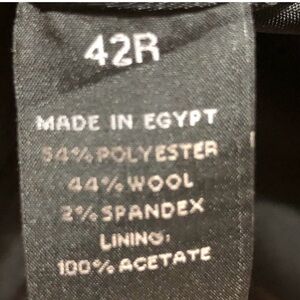 42R
MADE IN EGYPT
54% POLYESTER
44% WOOL
2% SPANDEX
LINING:
100% ACETATE